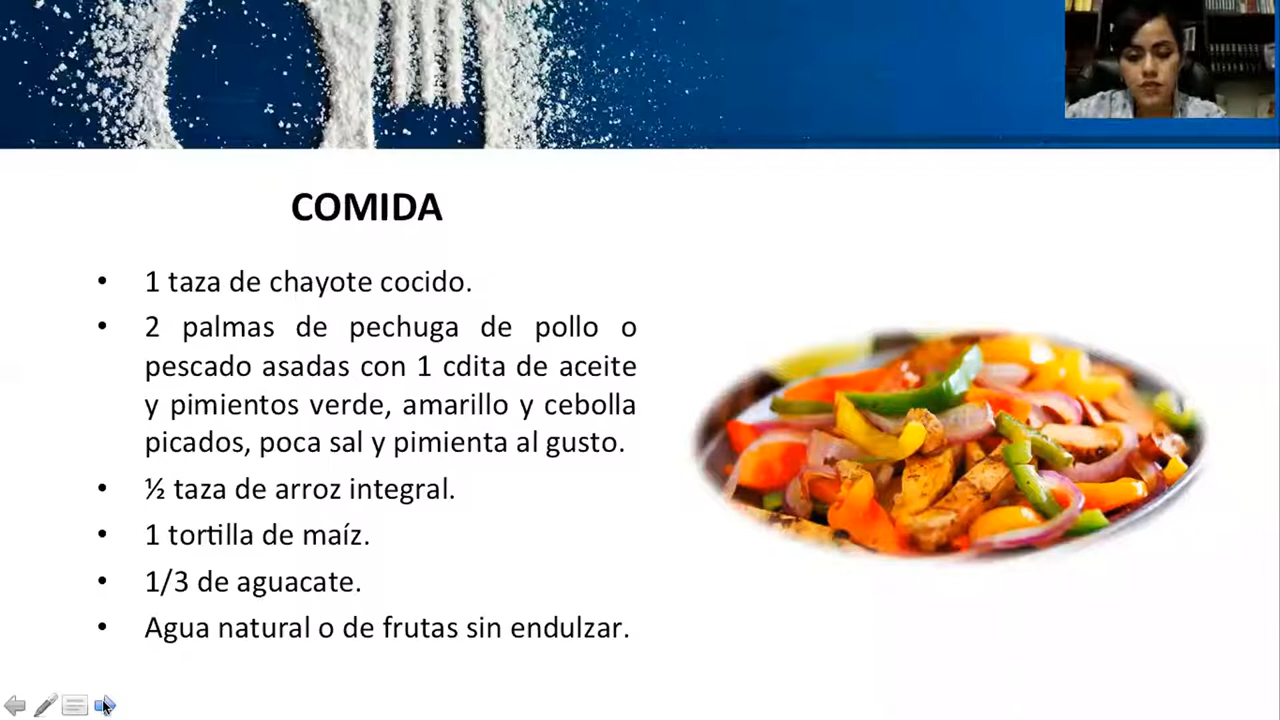 COMIDA
• 1 taza de chayote cocido.
• 2 palmas de pechuga de pollo o
pescado asadas con 1 cdita de aceite
y pimientos verde, amarillo y cebolla
picados, poca sal y pimienta al gusto.
• ½ taza de arroz integral.
• 1 tortilla de maíz.
• 1/3 de aguacate.
• Agua natural o de frutas sin endulzar.